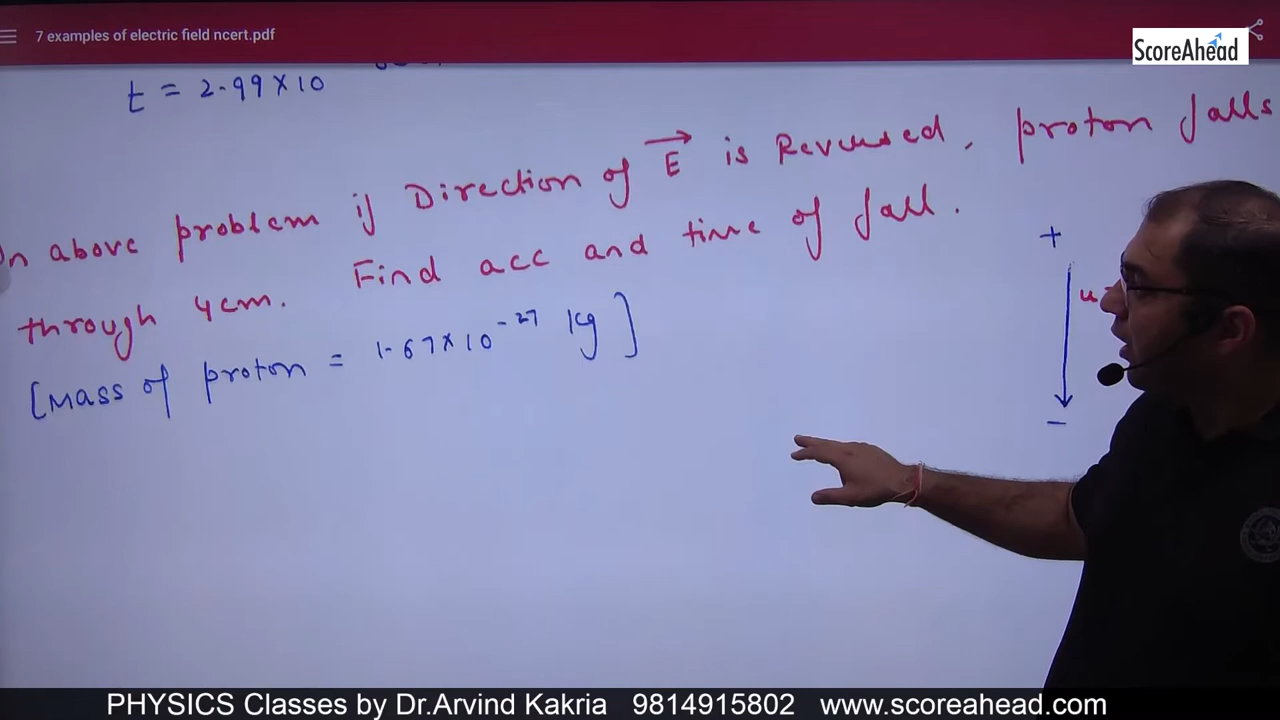 7 examples of electric field ncert.pdf
ScoreAhead
t = 2.99 × 10
In above problem if Direction of E is Reversed, proton falls
through 4cm. Find acc and time of fall.
[Mass of proton = 1.67×10⁻²⁷ Kg]
+
u
−
PHYSICS Classes by Dr.Arvind Kakria 9814915802 www.scoreahead.com